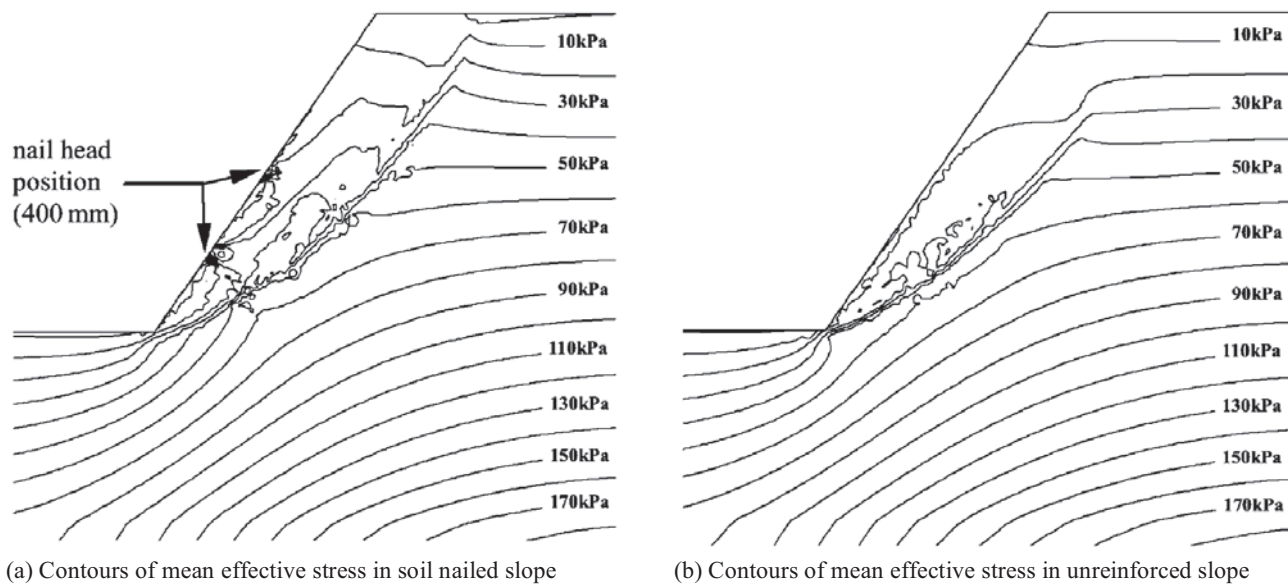 10kPa
30kPa
50kPa
70kPa
90kPa
110kPa
130kPa
150kPa
170kPa
nail head
position
(400 mm)
(a) Contours of mean effective stress in soil nailed slope
10kPa
30kPa
50kPa
70kPa
90kPa
110kPa
130kPa
150kPa
170kPa
(b) Contours of mean effective stress in unreinforced slope